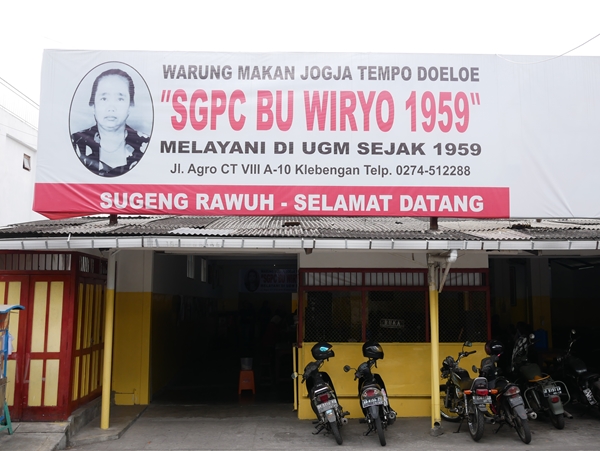 WARUNG MAKAN JOGJA TEMPO DOELOE
"SGPC BU WIRYO 1959"
MELAYANI DI UGM SEJAK 1959
Jl. Agro CT VIII A-10 Klebengan Telp. 0274-512288
SUGENG RAWUH - SELAMAT DATANG
BUKA